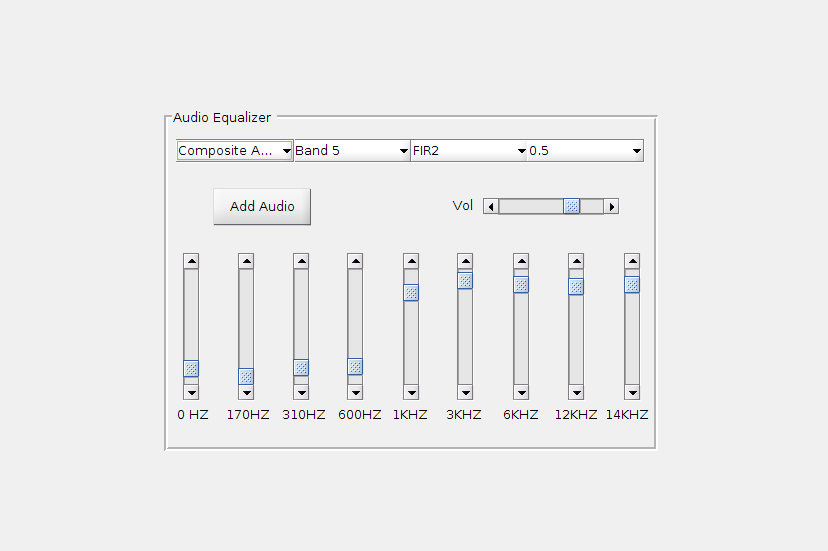 Audio Equalizer
Composite A... Band 5 FIR2 0.5
Add Audio Vol
0 HZ 170HZ 310HZ 600HZ 1KHZ 3KHZ 6KHZ 12KHZ 14KHZ